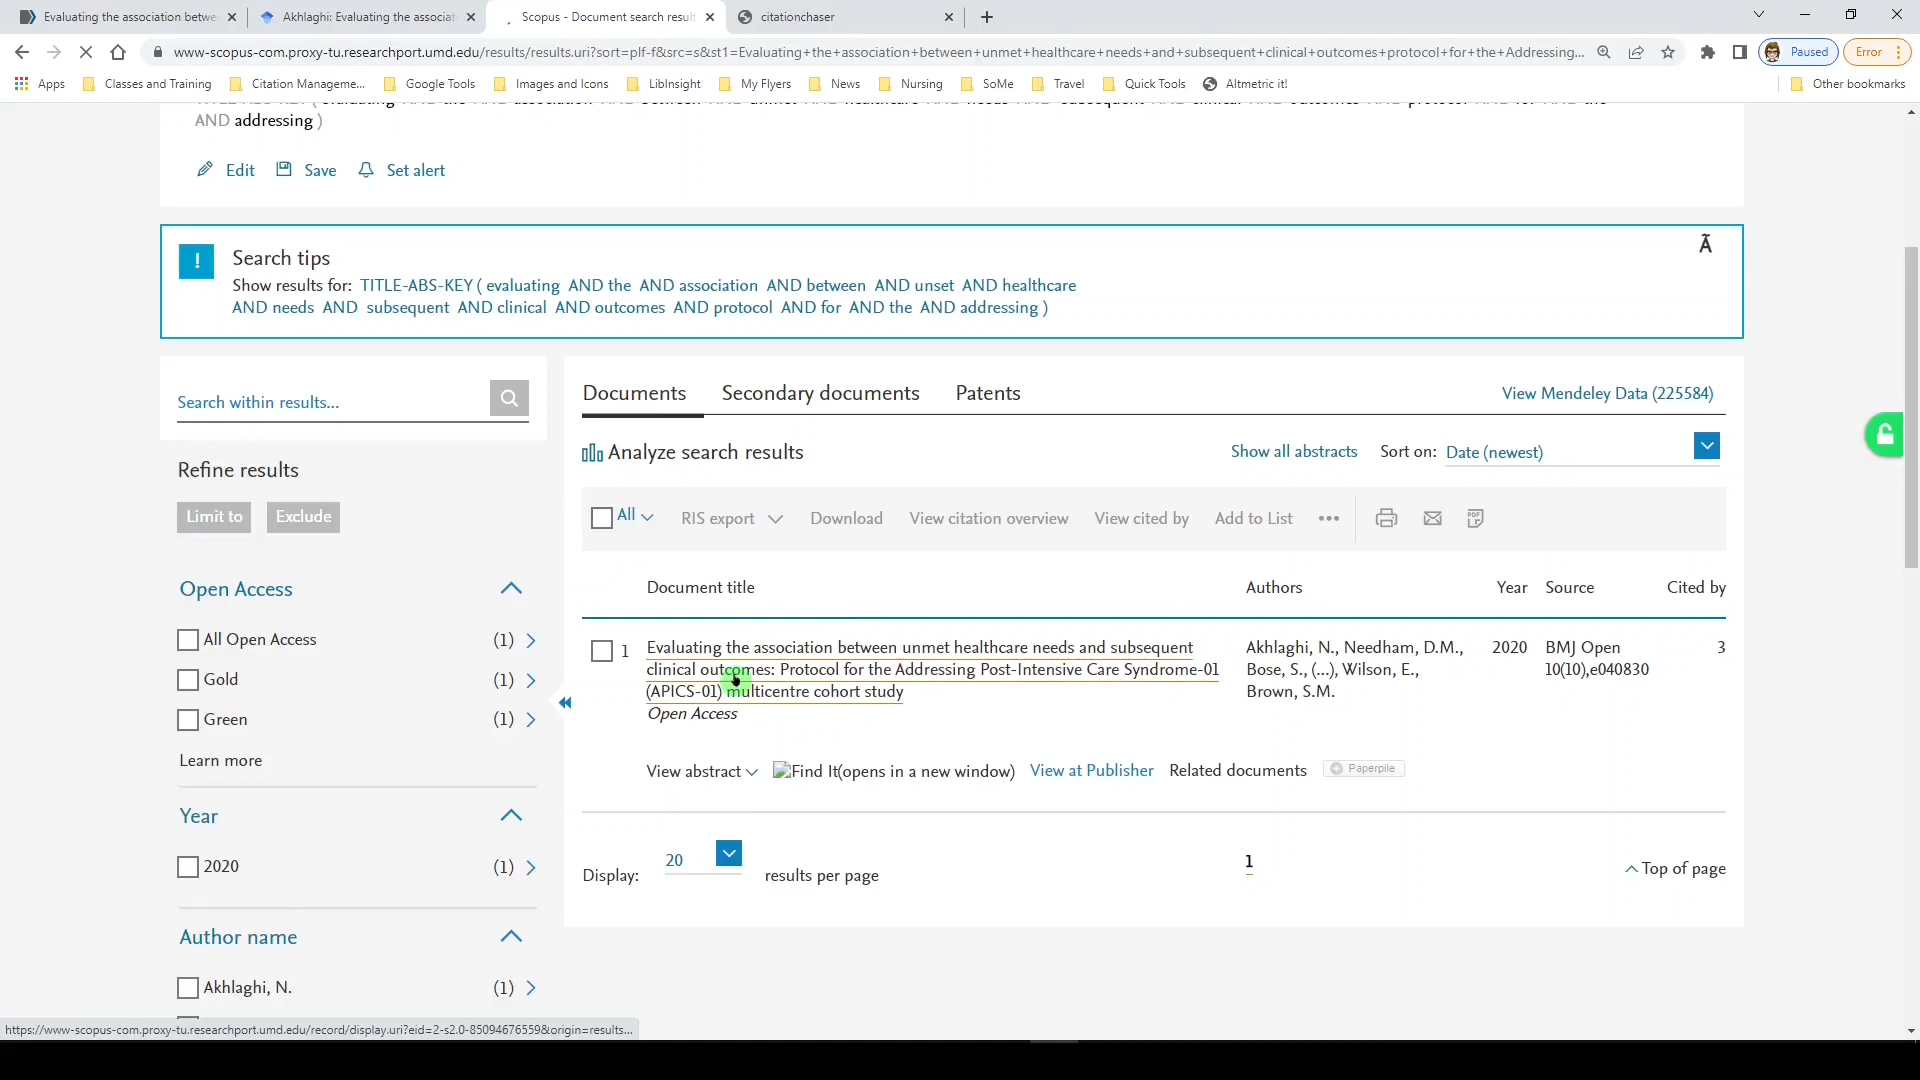 Evaluating the association betwe
Akhlaghi: Evaluating the associat
Scopus - Document search result
citationchaser
www-scopus-com.proxy-tu.researchport.umd.edu/results/results.uri?sort=plf-f&src=s&st1=Evaluating+the+association+between+unmet+healthcare+needs+and+subsequent+clinical+outcomes+protocol+for+the+Addressing...
Paused
Error
Apps
Classes and Training
Citation Manageme...
Google Tools
Images and Icons
LibInsight
My Flyers
News
Nursing
SoMe
Travel
Quick Tools
Altmetric it!
Other bookmarks
AND addressing )
Edit
Save
Set alert
!
Search tips
Ã
Show results for: TITLE-ABS-KEY ( evaluating AND the AND association AND between AND unset AND healthcare
AND needs AND subsequent AND clinical AND outcomes AND protocol AND for AND the AND addressing )
Search within results...
Documents
Secondary documents
Patents
View Mendeley Data (225584)
Analyze search results
Show all abstracts
Sort on:
Date (newest)
Refine results
Limit to
Exclude
All
RIS export
Download
View citation overview
View cited by
Add to List
•••
PDF
Document title
Authors
Year
Source
Cited by
Open Access
All Open Access
(1)
Gold
(1)
Green
(1)
Learn more
1
Evaluating the association between unmet healthcare needs and subsequent
clinical outcomes: Protocol for the Addressing Post-Intensive Care Syndrome-01
(APICS-01) multicentre cohort study
Open Access
Akhlaghi, N., Needham, D.M.,
Bose, S., (...), Wilson, E.,
Brown, S.M.
2020
BMJ Open
10(10),e040830
3
View abstract
Find It(opens in a new window)
View at Publisher
Related documents
Paperpile
Year
2020
(1)
Display:
20
results per page
1
Top of page
Author name
Akhlaghi, N.
(1)
https://www-scopus-com.proxy-tu.researchport.umd.edu/record/display.uri?eid=2-s2.0-85094676559&origin=results...